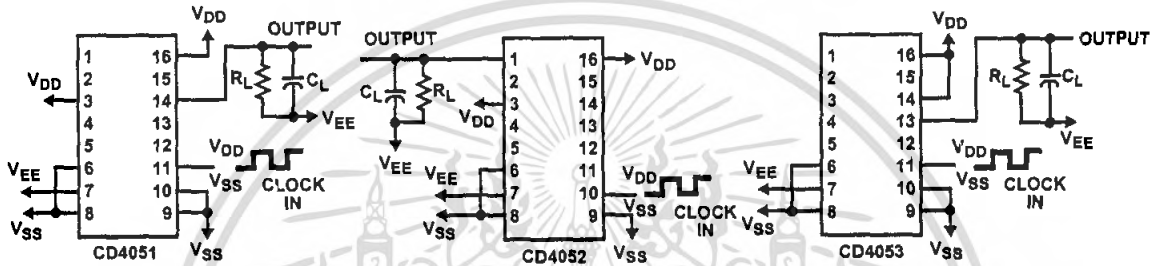 VDD
OUTPUT
1
2
3
4
5
6
7
8
16
15
14
13
12
11
10
9
VDD
RL
CL
VEE
VDD
VSS
CLOCK
IN
VEE
VSS
VSS
CD4051
OUTPUT
CL
RL
VEE
VDD
1
2
3
4
5
6
7
8
16
15
14
13
12
11
10
9
VDD
VEE
VSS
VDD
VSS
CLOCK
IN
VSS
CD4052
VDD
OUTPUT
1
2
3
4
5
6
7
8
16
15
14
13
12
11
10
9
RL
CL
VEE
VDD
VSS
CLOCK
IN
VEE
VSS
VSS
CD4053